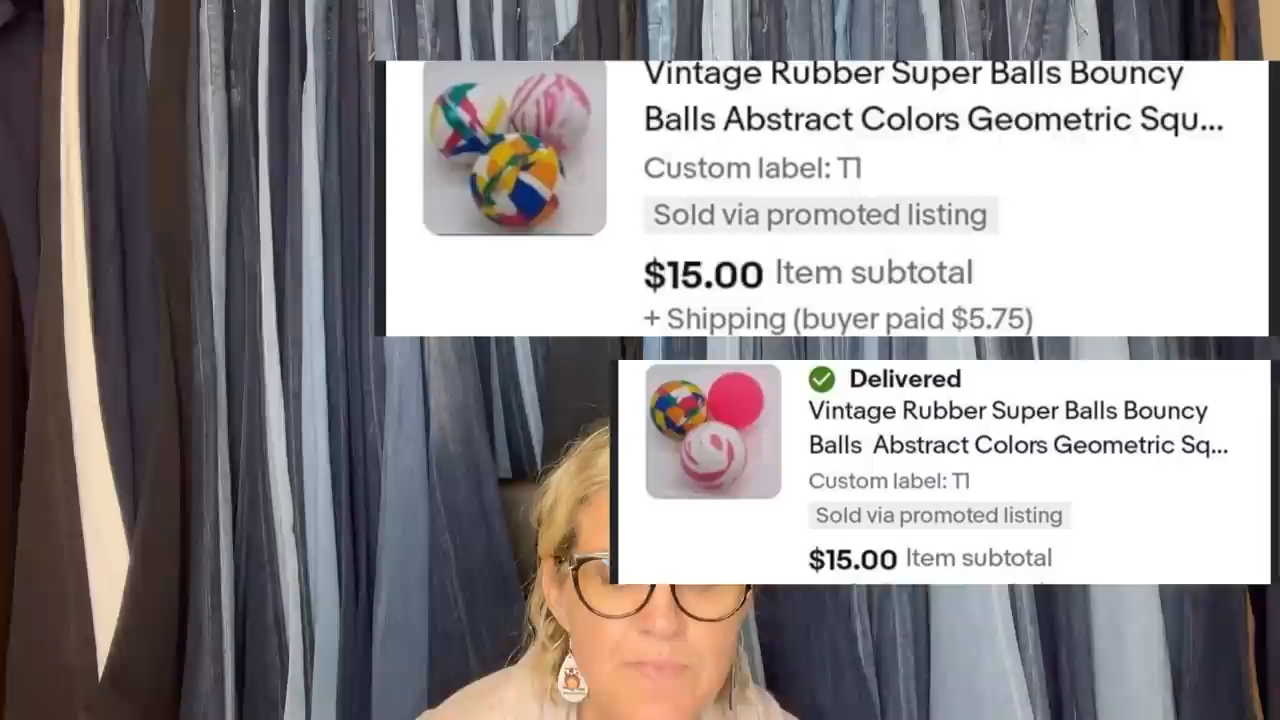 Vintage Rubber Super Balls Bouncy
Balls Abstract Colors Geometric Squ...
Custom label: T1
Sold via promoted listing
$15.00 Item subtotal
+ Shipping (buyer paid $5.75)
Delivered
Vintage Rubber Super Balls Bouncy
Balls Abstract Colors Geometric Sq...
Custom label: T1
Sold via promoted listing
$15.00 Item subtotal